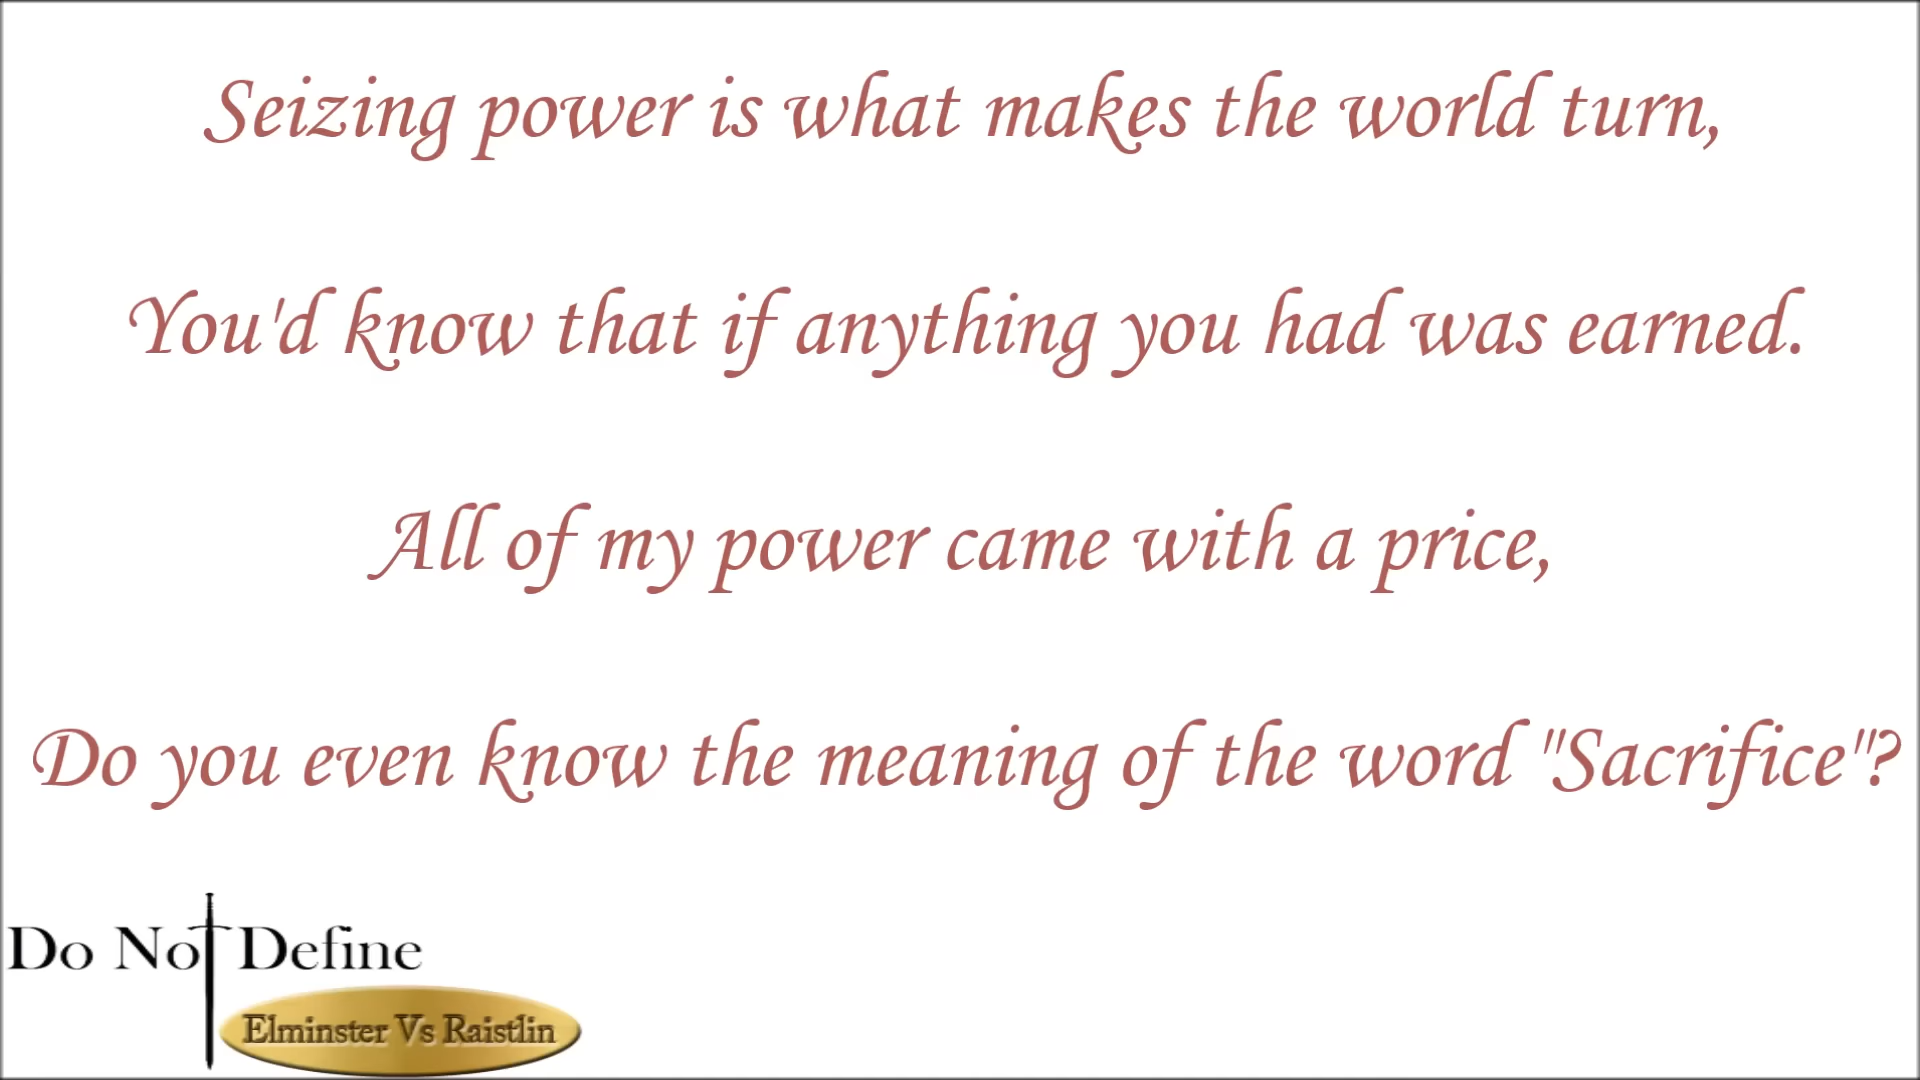 Seizing power is what makes the world turn,
You'd know that if anything you had was earned.
All of my power came with a price,
Do you even know the meaning of the word "Sacrifice"?
Do Not Define
Elminster Vs Raistlin